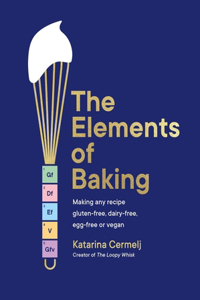 The
Elements
of
Baking
Gf
Df
Ef
V
Gfv
Making any recipe
gluten-free, dairy-free,
egg-free or vegan
Katarina Cermelj
Creator of The Loopy Whisk